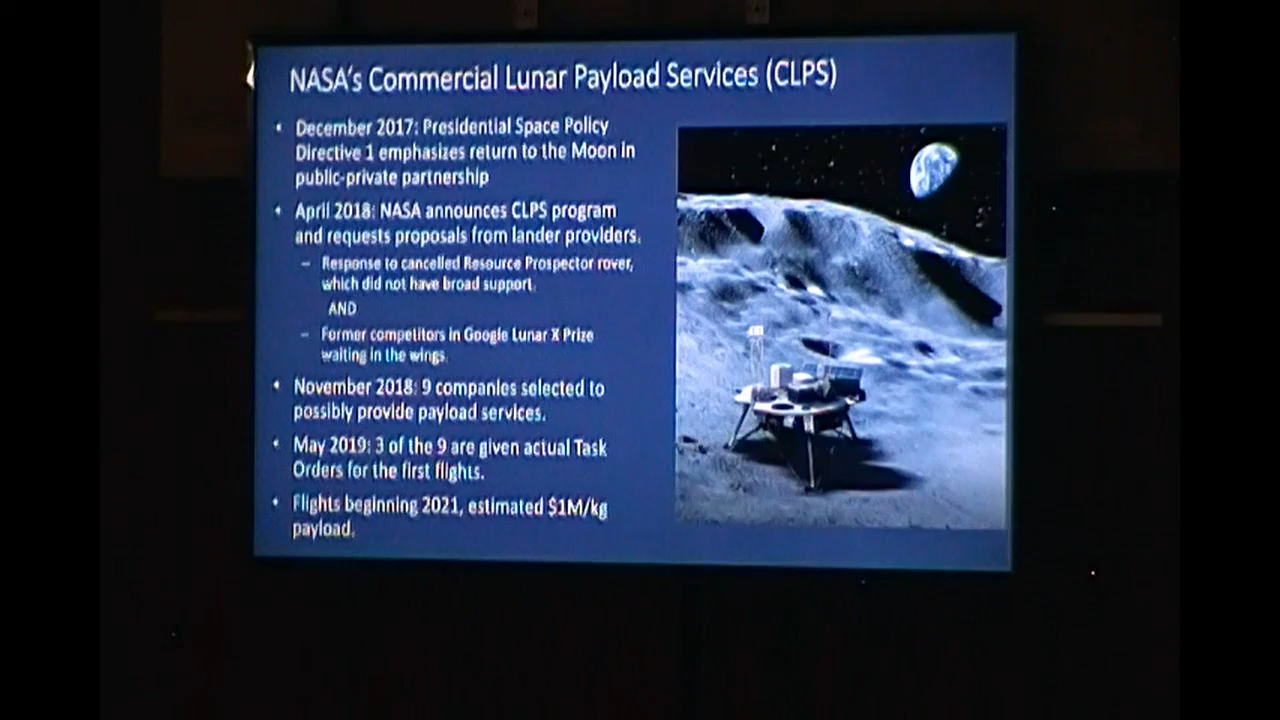 NASA's Commercial Lunar Payload Services (CLPS)
• December 2017: Presidential Space Policy
Directive 1 emphasizes return to the Moon in
public-private partnership
• April 2018: NASA announces CLPS program
and requests proposals from lander providers.
– Response to cancelled Resource Prospector rover,
which did not have broad support.
AND
– Former competitors in Google Lunar X Prize
waiting in the wings.
• November 2018: 9 companies selected to
possibly provide payload services.
• May 2019: 3 of the 9 are given actual Task
Orders for the first flights.
• Flights beginning 2021, estimated $1M/kg
payload.